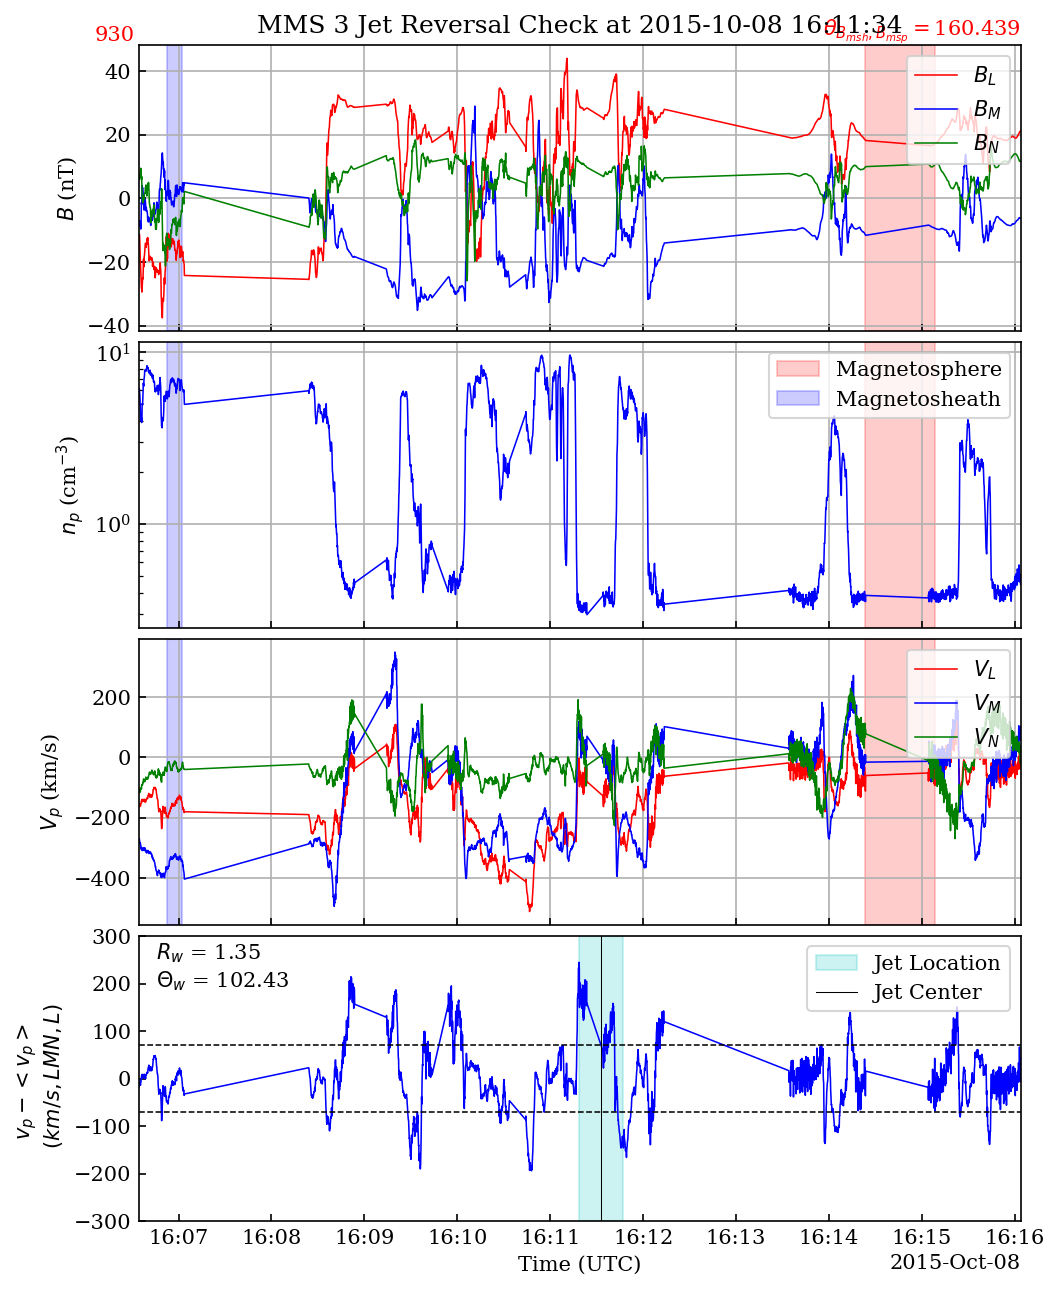 MMS 3 Jet Reversal Check at 2015-10-08 16:11:34
930
θ_{B_{msh}, B_{msp}} = 160.439
40
20
0
−20
−40
B (nT)
B_L
B_M
B_N
10^1
10^0
n_p (cm^{−3})
Magnetosphere
Magnetosheath
200
0
−200
−400
V_p (km/s)
V_L
V_M
V_N
300
200
100
0
−100
−200
−300
v_p − < v_p >
(km/s, LMN, L)
R_w = 1.35
Θ_w = 102.43
Jet Location
Jet Center
16:07 16:08 16:09 16:10 16:11 16:12 16:13 16:14 16:15 16:16
Time (UTC)
2015-Oct-08